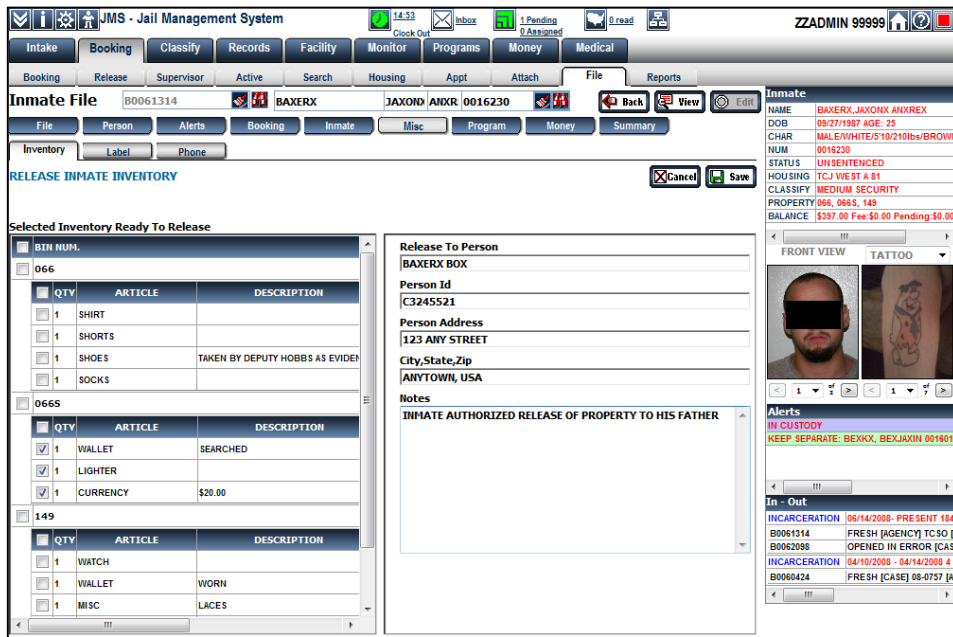 JMS - Jail Management System
14:53
Clock Out
Inbox
1 Pending
0 Assigned
0 read
ZZADMIN 99999
Intake Booking Classify Records Facility Monitor Programs Money Medical
Booking Release Supervisor Active Search Housing Appt Attach File Reports
Inmate File B0061314 BAXERX JAXONX ANXR 0016230 Back View Edit
File Person Alerts Booking Inmate Misc Program Money Summary
Inventory Label Phone
RELEASE INMATE INVENTORY
Cancel Save
Selected Inventory Ready To Release
BIN NUM.
066
QTY ARTICLE DESCRIPTION
1 SHIRT
1 SHORTS
1 SHOES TAKEN BY DEPUTY HOBBS AS EVIDEN
1 SOCKS
066S
QTY ARTICLE DESCRIPTION
1 WALLET SEARCHED
1 LIGHTER
1 CURRENCY $20.00
149
QTY ARTICLE DESCRIPTION
1 WATCH
1 WALLET WORN
1 MISC LACES
Release To Person
BAXERX BOX
Person Id
C3245521
Person Address
123 ANY STREET
City,State,Zip
ANYTOWN, USA
Notes
INMATE AUTHORIZED RELEASE OF PROPERTY TO HIS FATHER
Inmate
NAME BAXERX,JAXONX ANXREX
DOB 09/27/1987 AGE: 25
CHAR MALE/WHITE/5'10/210lbs/BROWN
NUM 0016230
STATUS UNSENTENCED
HOUSING TCJ WEST A 81
CLASSIFY MEDIUM SECURITY
PROPERTY 066, 066S, 149
BALANCE $397.00 Fee:$0.00 Pending:$0.00
FRONT VIEW TATTOO
1 of 2 1 of 7
Alerts
IN CUSTODY
KEEP SEPARATE: BEXKX, BEXJAXIN 001601
In - Out
INCARCERATION 06/14/2008- PRESENT 184
B0061314 FRESH [AGENCY] TCSO [
B0062098 OPENED IN ERROR [CAS
INCARCERATION 04/10/2008 - 04/14/2008 4
B0060424 FRESH [CASE] 08-0757 [A